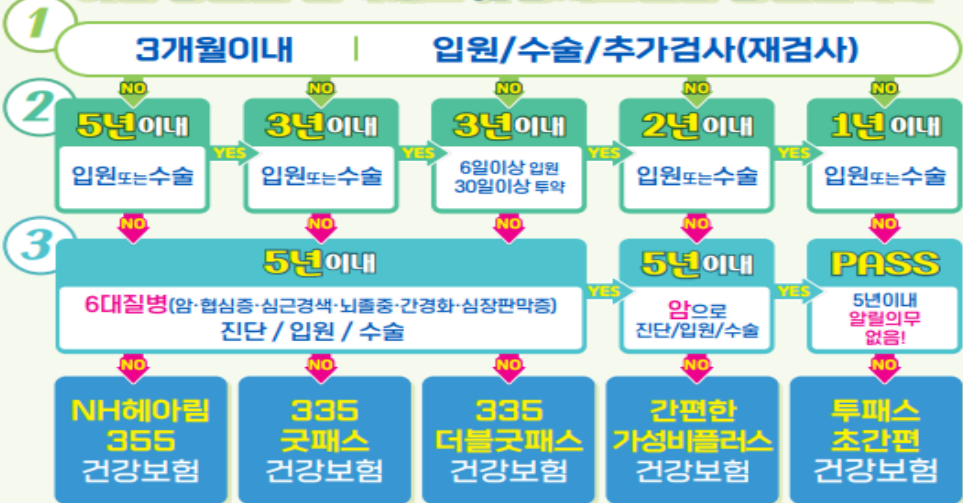 1
3개월이내 | 입원/수술/추가검사(재검사)
NO NO NO NO NO
2
5년이내 3년이내 3년이내 2년이내 1년이내
YES YES YES YES
입원또는수술 입원또는수술 6일이상 입원 입원또는수술 입원또는수술
30일이상 투약
NO NO NO NO NO
3
5년이내 5년이내 PASS
YES YES
6대질병(암·협심증·심근경색·뇌졸중·간경화·심장판막증)
진단 / 입원 / 수술
암으로
진단/입원/수술
5년이내
알릴의무
없음!
NO NO NO NO NO
NH헤아림
355
건강보험
335
굿패스
건강보험
335
더블굿패스
건강보험
간편한
가성비플러스
건강보험
투패스
초간편
건강보험